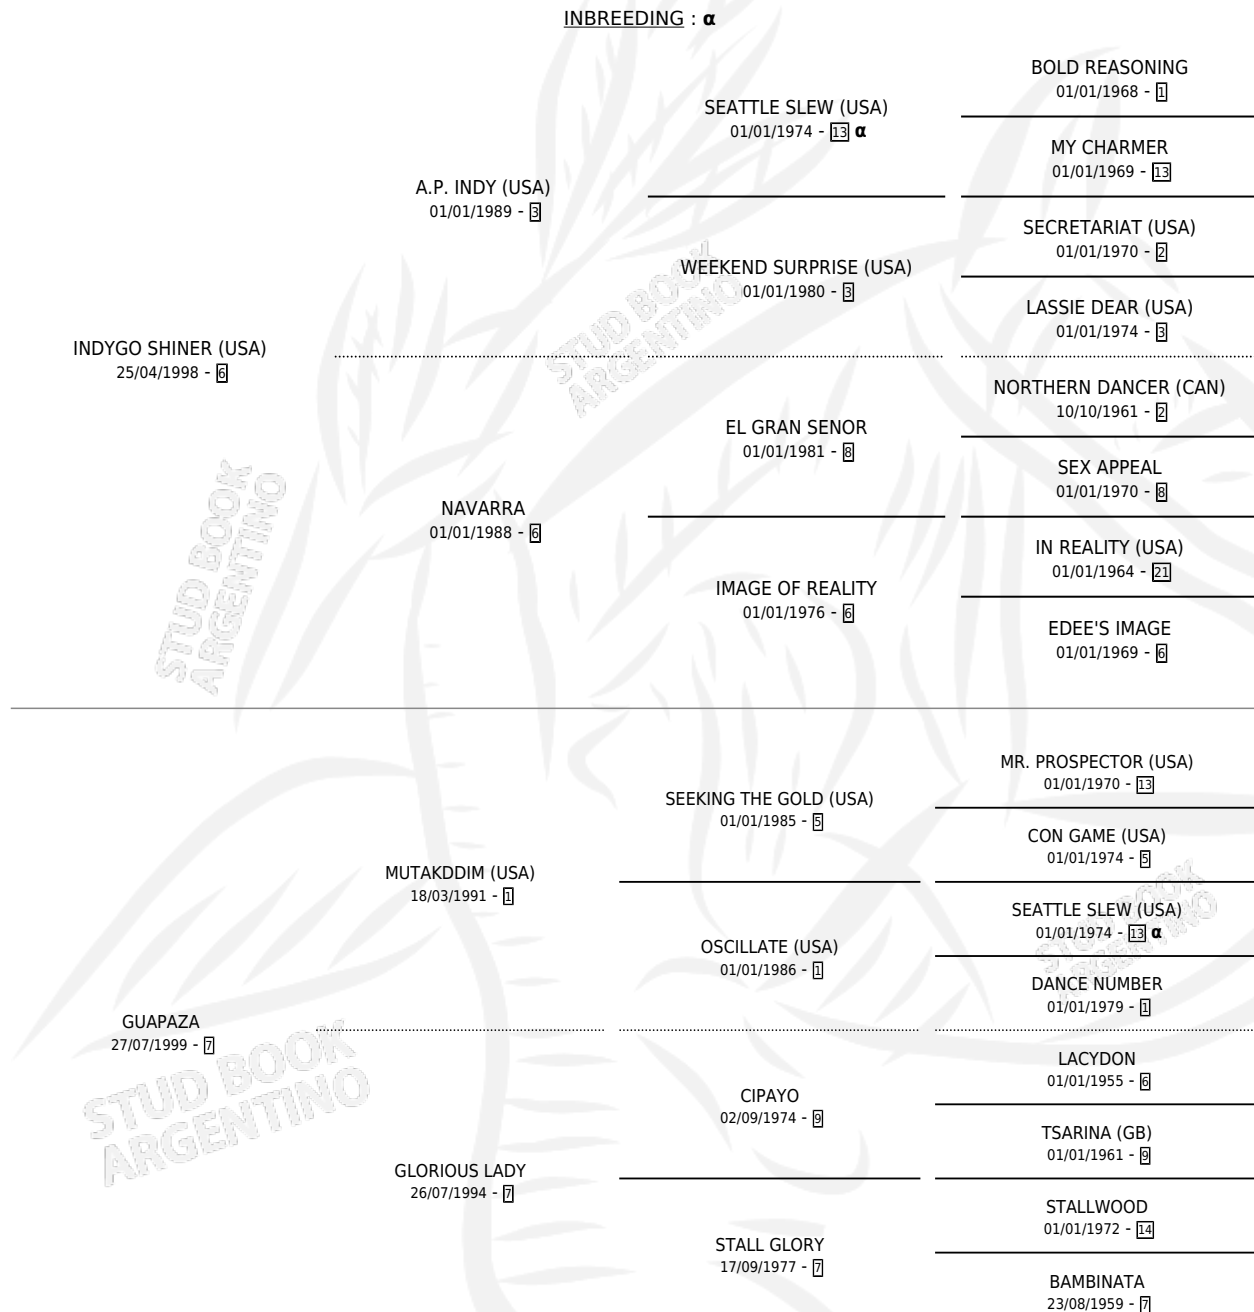 INBREEDING : α
BOLD REASONING
01/01/1968 - 1
SEATTLE SLEW (USA)
01/01/1974 - 13 α
MY CHARMER
01/01/1969 - 13
A.P. INDY (USA)
01/01/1989 - 3
SECRETARIAT (USA)
01/01/1970 - 2
WEEKEND SURPRISE (USA)
01/01/1980 - 3
LASSIE DEAR (USA)
01/01/1974 - 3
INDYGO SHINER (USA)
25/04/1998 - 6
NORTHERN DANCER (CAN)
10/10/1961 - 2
EL GRAN SENOR
01/01/1981 - 8
SEX APPEAL
01/01/1970 - 8
NAVARRA
01/01/1988 - 6
IN REALITY (USA)
01/01/1964 - 21
IMAGE OF REALITY
01/01/1976 - 6
EDEE'S IMAGE
01/01/1969 - 6
MR. PROSPECTOR (USA)
01/01/1970 - 13
SEEKING THE GOLD (USA)
01/01/1985 - 5
CON GAME (USA)
01/01/1974 - 5
MUTAKDDIM (USA)
18/03/1991 - 1
SEATTLE SLEW (USA)
01/01/1974 - 13 α
OSCILLATE (USA)
01/01/1986 - 1
DANCE NUMBER
01/01/1979 - 1
GUAPAZA
27/07/1999 - 7
LACYDON
01/01/1955 - 6
CIPAYO
02/09/1974 - 9
TSARINA (GB)
01/01/1961 - 9
GLORIOUS LADY
26/07/1994 - 7
STALLWOOD
01/01/1972 - 14
STALL GLORY
17/09/1977 - 7
BAMBINATA
23/08/1959 - 7
STUD BOOK
ARGENTINO
STUD BOOK
ARGENTINO
STUD BOOK
ARGENTINO
STUD BOOK
ARGENTINO